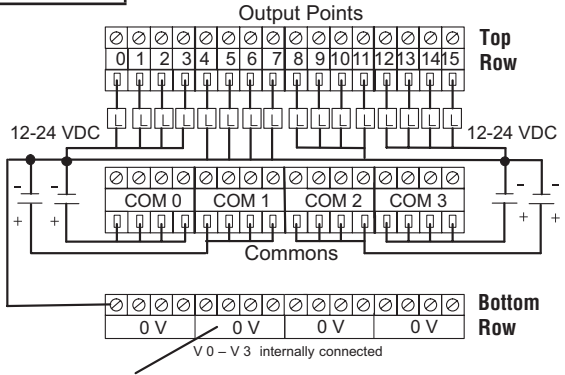 Output Points
Top
Row
0 1 2 3 4 5 6 7 8 9 10 11 12 13 14 15
L L L L L L L L L L L L L L L L
12-24 VDC 12-24 VDC
- - - -
COM 0 COM 1 COM 2 COM 3
+ + + +
Commons
Bottom
Row
0 V 0 V 0 V 0 V
V 0 – V 3 internally connected